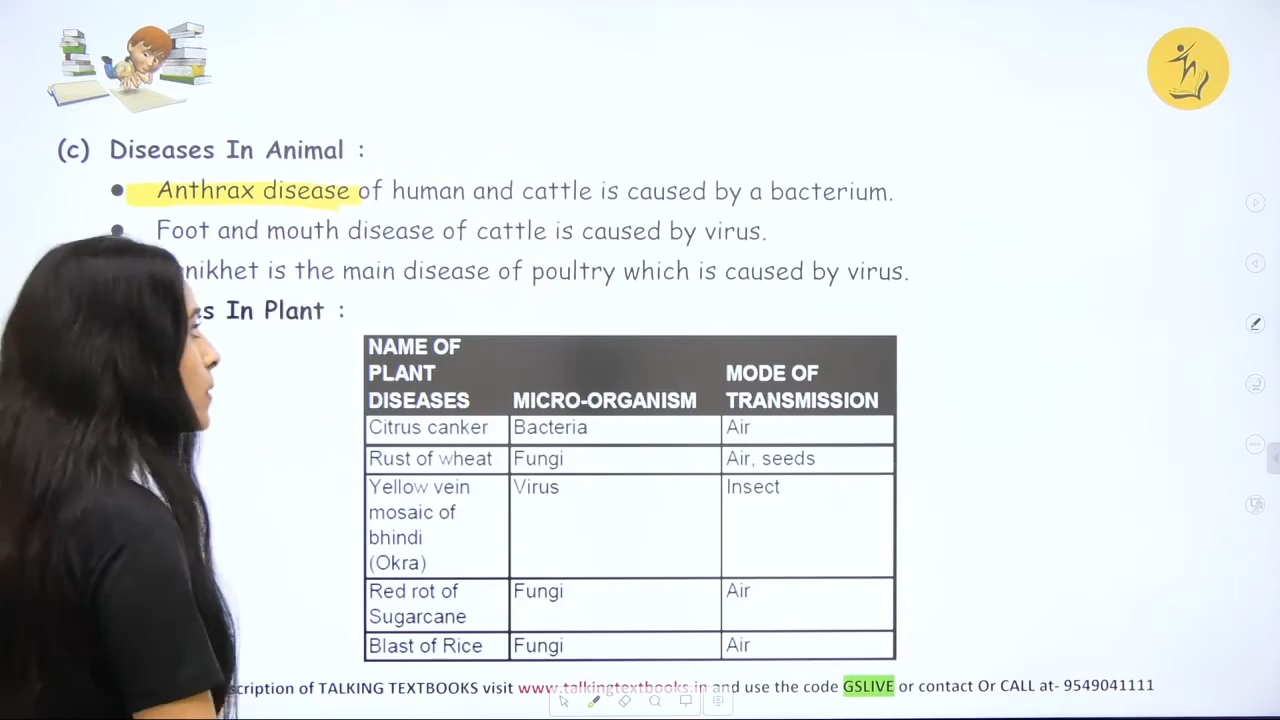 (c) Diseases In Animal :
● Anthrax disease of human and cattle is caused by a bacterium.
● Foot and mouth disease of cattle is caused by virus.
is the main disease of poultry which is caused by virus.
In Plant :
NAME OF PLANT DISEASES MICRO-ORGANISM MODE OF TRANSMISSION
Citrus canker Bacteria Air
Rust of wheat Fungi Air, seeds
Yellow vein mosaic of bhindi (Okra) Virus Insect
Red rot of Sugarcane Fungi Air
Blast of Rice Fungi Air
of TALKING TEXTBOOKS visit www.talkingtextbooks.in and use the code GSLIVE or contact Or CALL at- 9549041111